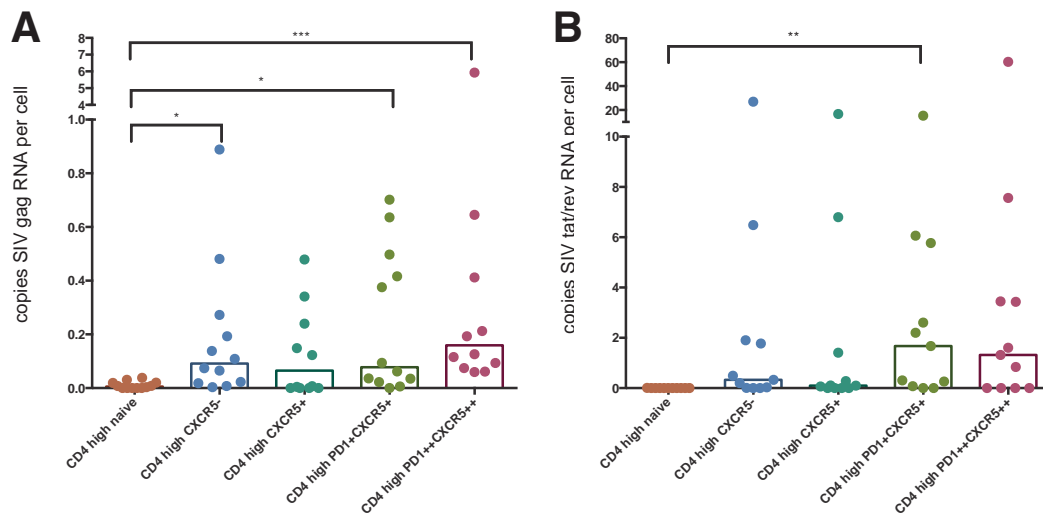 A
copies SIV gag RNA per cell
8
7
6
5
4
1.0
0.8
0.6
0.4
0.2
0.0
***
*
*
CD4 high naive
CD4 high CXCR5-
CD4 high CXCR5+
CD4 high PD1+CXCR5+
CD4 high PD1++CXCR5++
B
copies SIV tat/rev RNA per cell
80
60
40
20
10
8
6
4
2
0
**
CD4 high naive
CD4 high CXCR5-
CD4 high CXCR5+
CD4 high PD1+CXCR5+
CD4 high PD1++CXCR5++